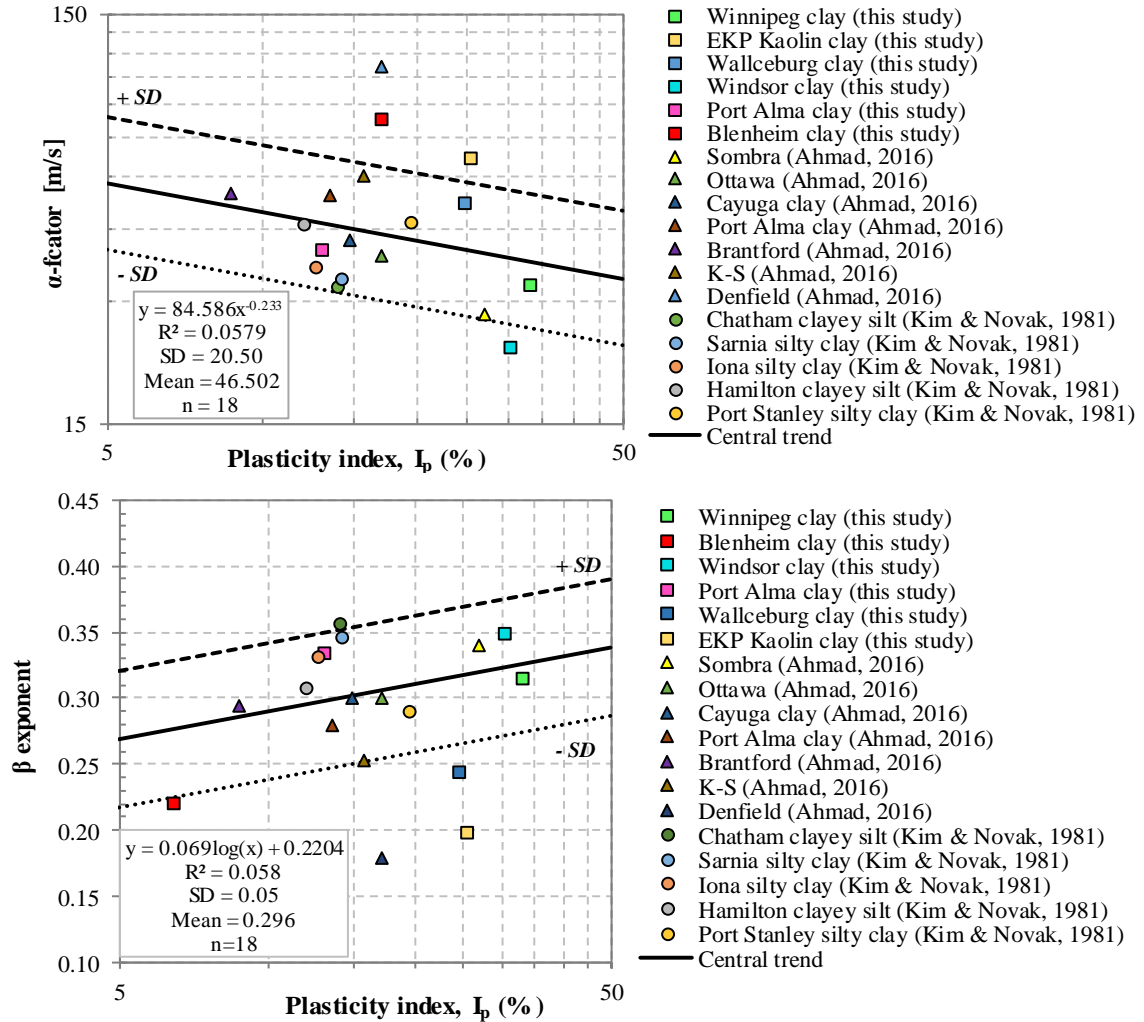 150
α-fcator [m/s]
+ SD
- SD
y = 84.586x^-0.233
R² = 0.0579
SD = 20.50
Mean = 46.502
n = 18
15
5
50
Plasticity index, Iₚ (%)
Winnipeg clay (this study)
EKP Kaolin clay (this study)
Wallceburg clay (this study)
Windsor clay (this study)
Port Alma clay (this study)
Blenheim clay (this study)
Sombra (Ahmad, 2016)
Ottawa (Ahmad, 2016)
Cayuga clay (Ahmad, 2016)
Port Alma clay (Ahmad, 2016)
Brantford (Ahmad, 2016)
K-S (Ahmad, 2016)
Denfield (Ahmad, 2016)
Chatham clayey silt (Kim & Novak, 1981)
Sarnia silty clay (Kim & Novak, 1981)
Iona silty clay (Kim & Novak, 1981)
Hamilton clayey silt (Kim & Novak, 1981)
Port Stanley silty clay (Kim & Novak, 1981)
Central trend
0.45
0.40
0.35
0.30
0.25
0.20
0.15
0.10
β exponent
+ SD
- SD
y = 0.069log(x) + 0.2204
R² = 0.058
SD = 0.05
Mean = 0.296
n=18
5
50
Plasticity index, Iₚ (%)
Winnipeg clay (this study)
Blenheim clay (this study)
Windsor clay (this study)
Port Alma clay (this study)
Wallceburg clay (this study)
EKP Kaolin clay (this study)
Sombra (Ahmad, 2016)
Ottawa (Ahmad, 2016)
Cayuga clay (Ahmad, 2016)
Port Alma clay (Ahmad, 2016)
Brantford (Ahmad, 2016)
K-S (Ahmad, 2016)
Denfield (Ahmad, 2016)
Chatham clayey silt (Kim & Novak, 1981)
Sarnia silty clay (Kim & Novak, 1981)
Iona silty clay (Kim & Novak, 1981)
Hamilton clayey silt (Kim & Novak, 1981)
Port Stanley silty clay (Kim & Novak, 1981)
Central trend